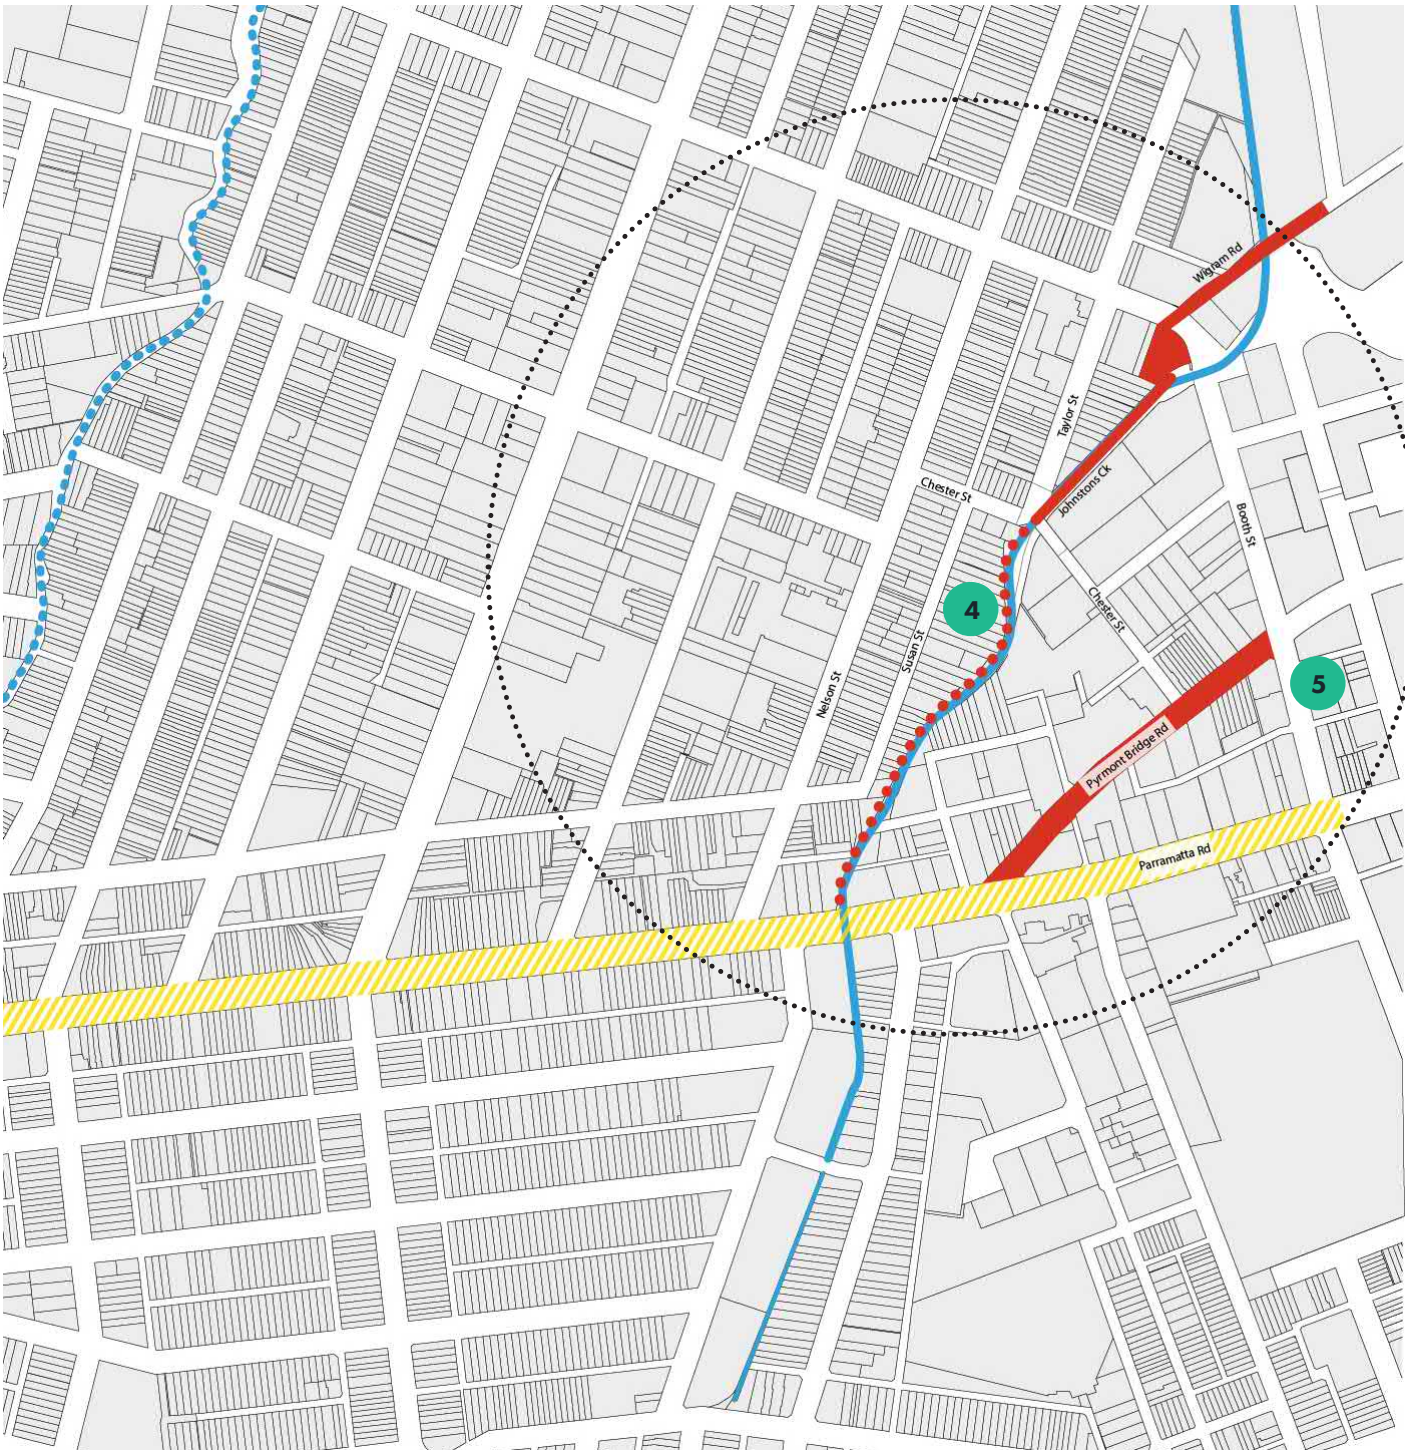 Wigram Rd
Taylor St
Chester St
Johnstons Ck
Booth St
4
Chester St
Susan St
5
Nelson St
Pyrmont Bridge Rd
Parramatta Rd